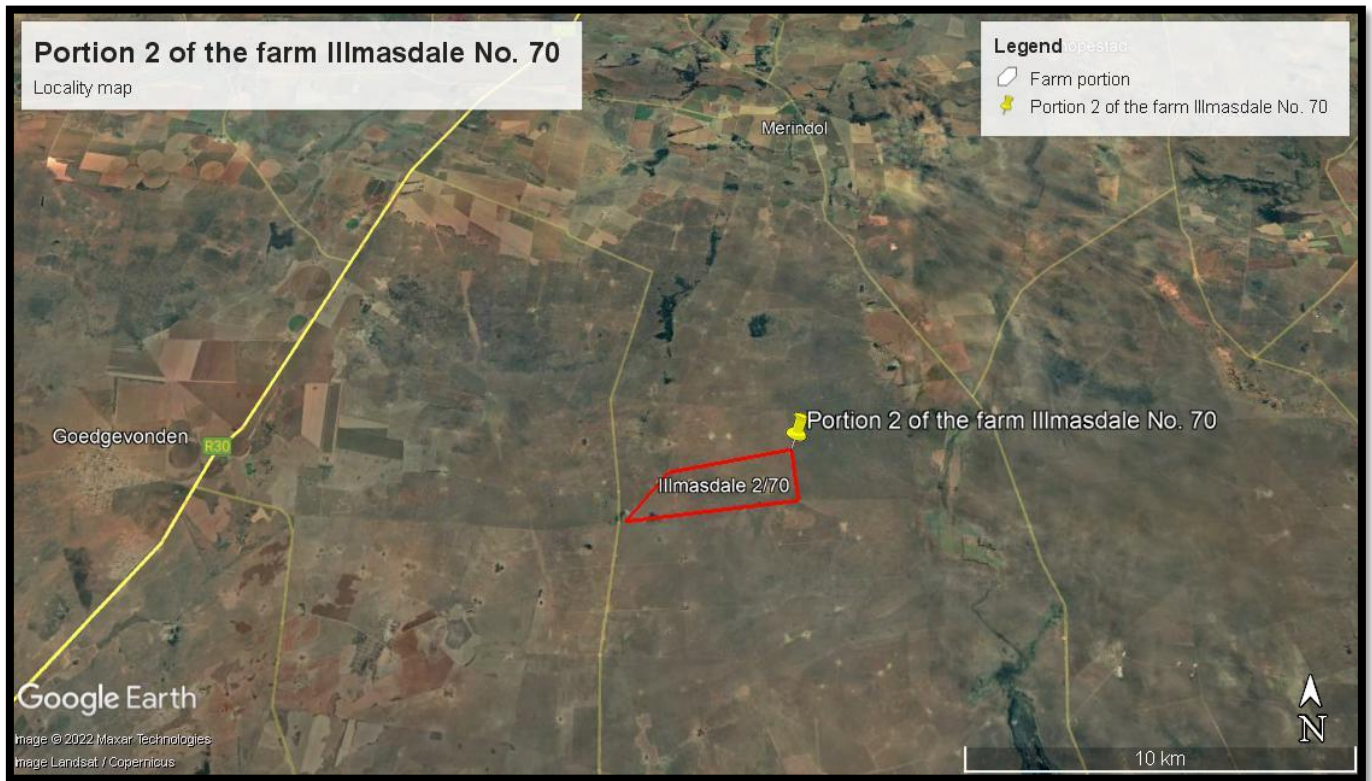 Portion 2 of the farm Illmasdale No. 70
Locality map
Legend
Farm portion
Portion 2 of the farm Illmasdale No. 70
Merindol
Goedgevonden
R30
Portion 2 of the farm Illmasdale No. 70
Illmasdale 2/70
Google Earth
Image © 2022 Maxar Technologies
Image Landsat / Copernicus
N
10 km